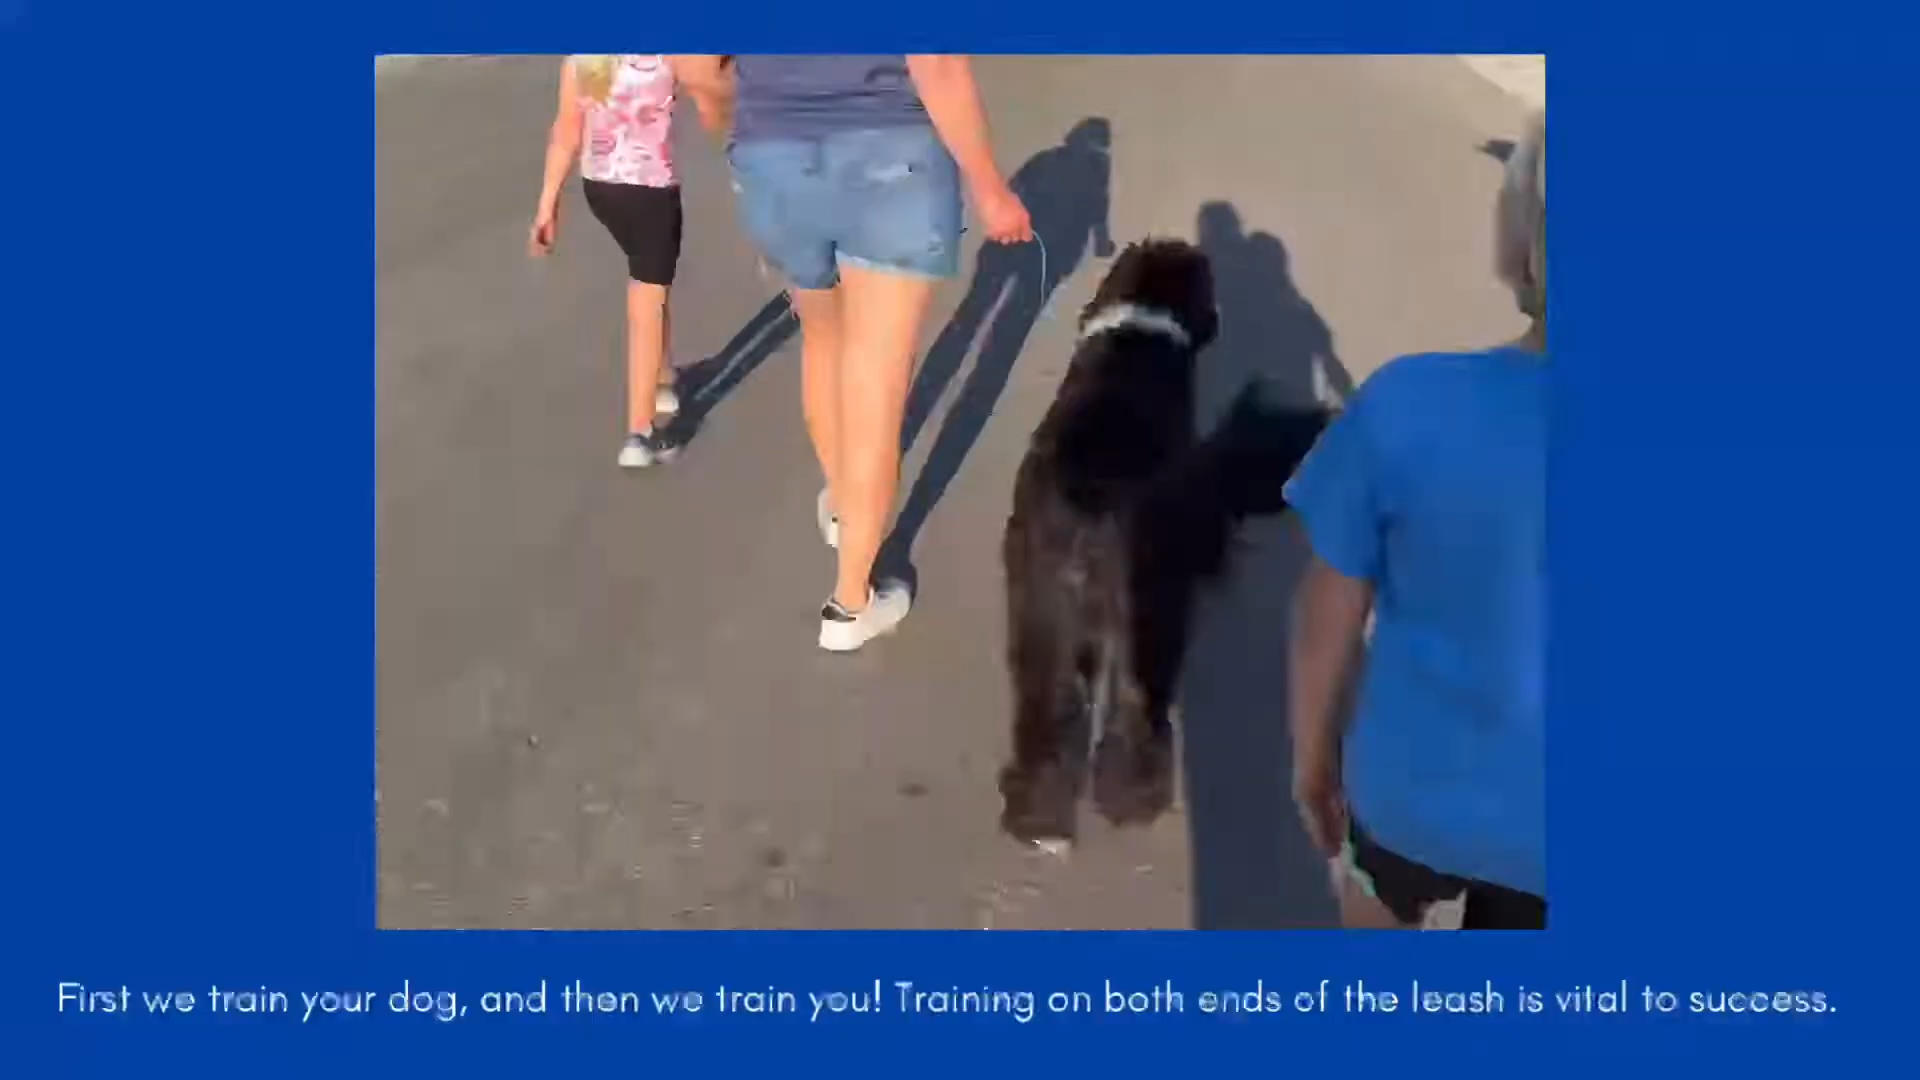 First we train your dog, and then we train you! Training on both ends of the leash is vital to success.